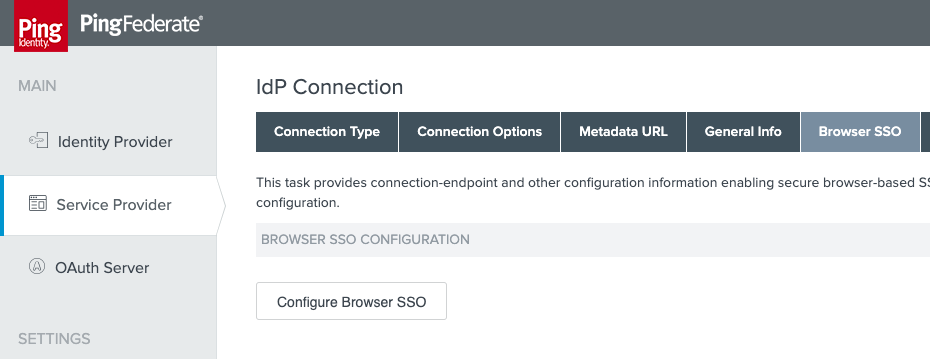 Ping
Identity.
PingFederate®
MAIN
Identity Provider
Service Provider
OAuth Server
SETTINGS
IdP Connection
Connection Type
Connection Options
Metadata URL
General Info
Browser SSO
This task provides connection-endpoint and other configuration information enabling secure browser-based
configuration.
BROWSER SSO CONFIGURATION
Configure Browser SSO